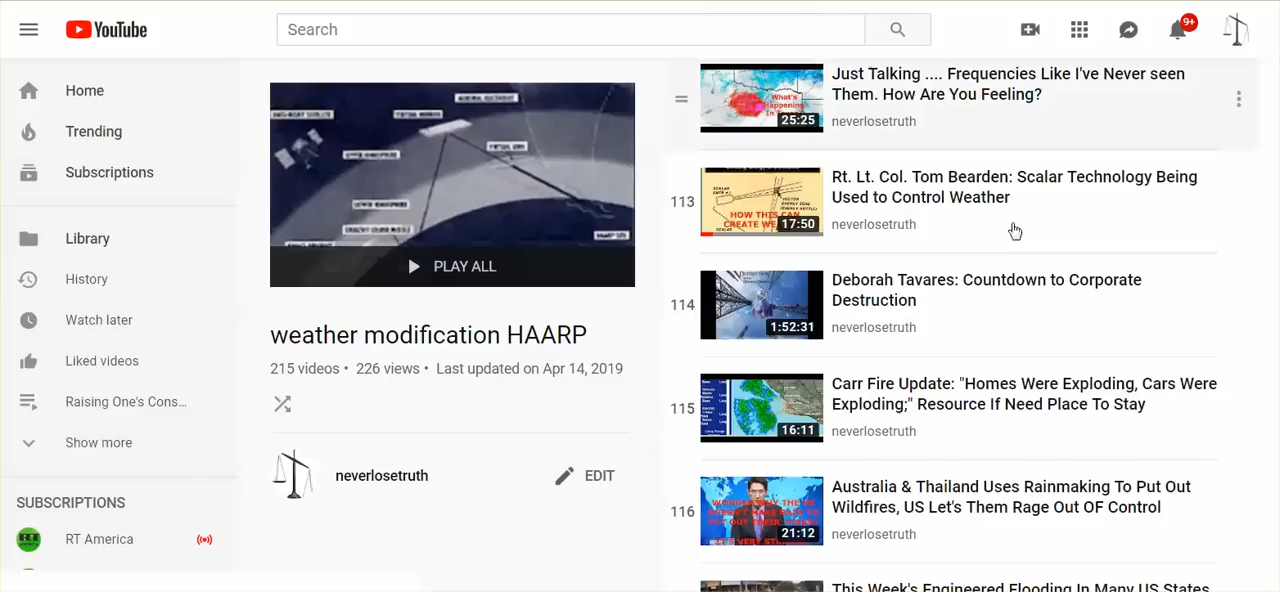 YouTube
Search
9+
Home
Trending
Subscriptions
Library
History
Watch later
Liked videos
Raising One's Cons...
Show more
SUBSCRIPTIONS
RT America
PLAY ALL
weather modification HAARP
215 videos • 226 views • Last updated on Apr 14, 2019
neverlosetruth
EDIT
What's
Happening
25:25
Just Talking .... Frequencies Like I've Never seen
Them. How Are You Feeling?
neverlosetruth
113
HOW THIS CAN
17:50
Rt. Lt. Col. Tom Bearden: Scalar Technology Being
Used to Control Weather
neverlosetruth
114
1:52:31
Deborah Tavares: Countdown to Corporate
Destruction
neverlosetruth
115
16:11
Carr Fire Update: "Homes Were Exploding, Cars Were
Exploding;" Resource If Need Place To Stay
neverlosetruth
116
21:12
Australia & Thailand Uses Rainmaking To Put Out
Wildfires, US Let's Them Rage Out OF Control
neverlosetruth
This Week's Engineered Flooding In Many US States